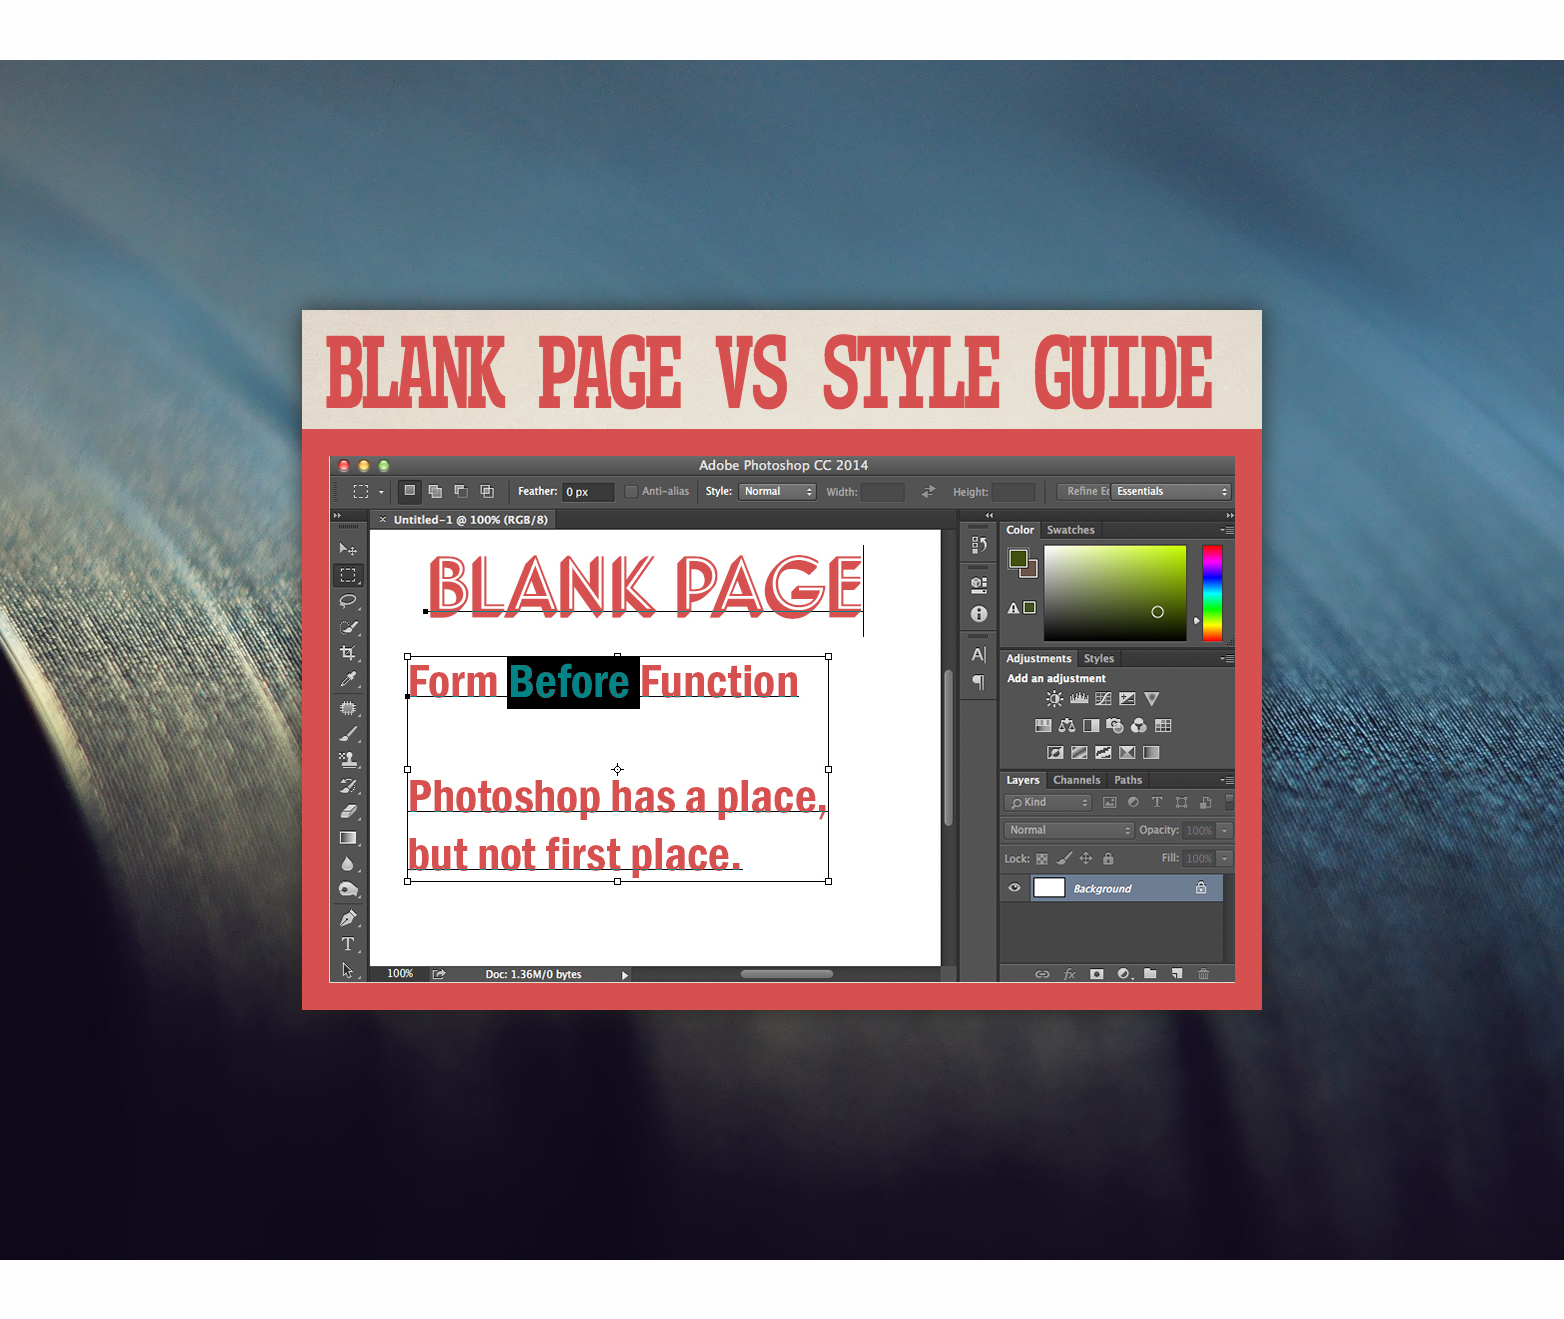 BLANK PAGE VS STYLE GUIDE
Adobe Photoshop CC 2014
Feather: 0 px Anti-alias Style: Normal Width: Height: Refine Ed Essentials
Untitled-1 @ 100% (RGB/8)
Color Swatches
BLANK PAGE
Form Before Function
Photoshop has a place,
but not first place.
Adjustments Styles
Add an adjustment
Layers Channels Paths
Kind
Normal Opacity: 100%
Lock: Fill: 100%
Background
100% Doc: 1.36M/0 bytes